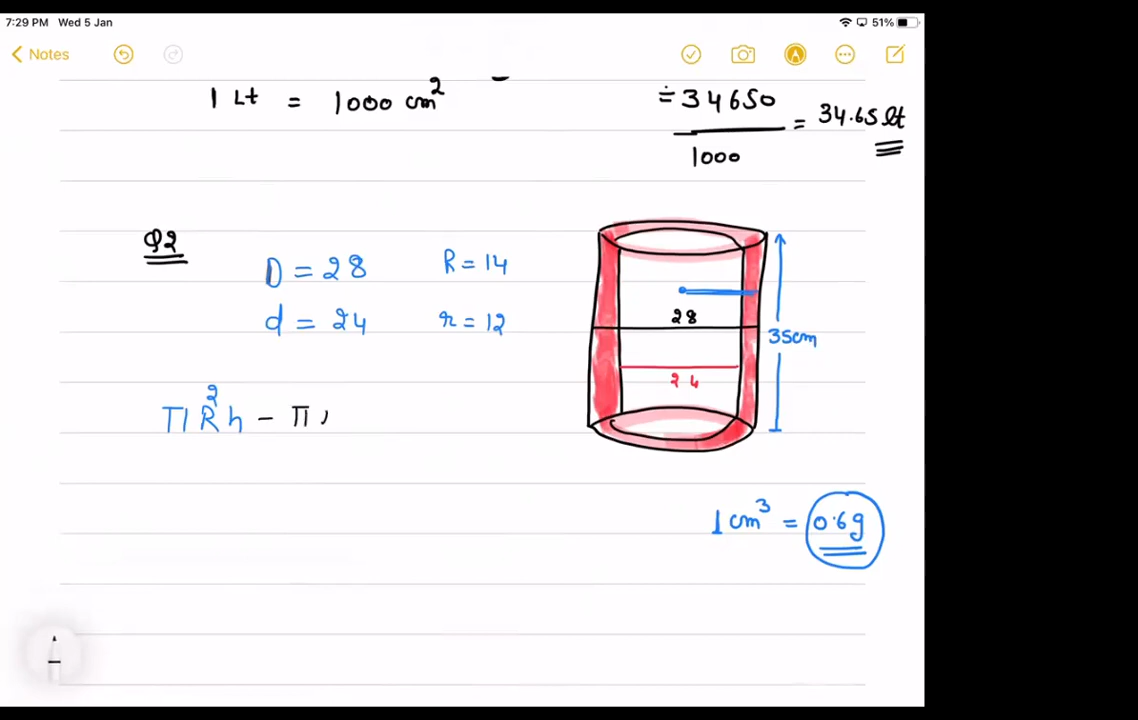 7:29 PM Wed 5 Jan 51%
Notes
1 Lt = 1000 cm²
÷ 34650 / 1000 = 34.65 lt
Q2
D = 28 R = 14
d = 24 r = 12
πR²h - π
28
24
35cm
1 cm³ = 0.6g